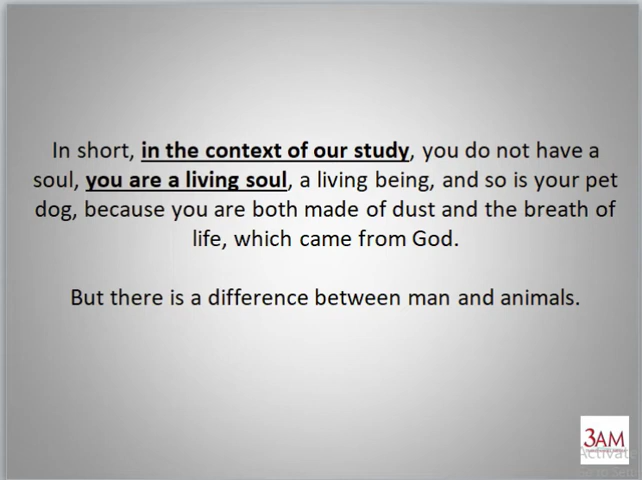 In short, in the context of our study, you do not have a
soul, you are a living soul, a living being, and so is your pet
dog, because you are both made of dust and the breath of
life, which came from God.
But there is a difference between man and animals.
3AM
Activate